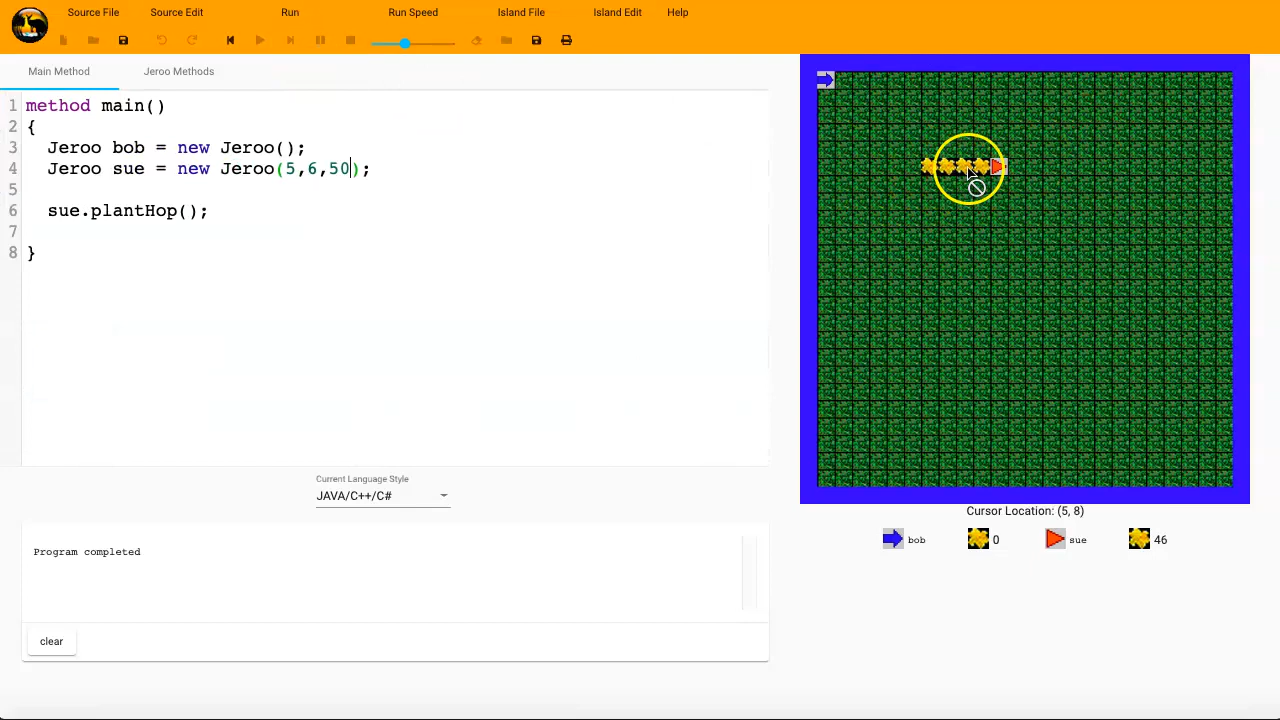 Source File Source Edit Run Run Speed Island File Island Edit Help
Main Method Jeroo Methods
1 method main()
2 {
3 Jeroo bob = new Jeroo();
4 Jeroo sue = new Jeroo(5,6,50);
5
6 sue.plantHop();
7
8 }
Current Language Style
JAVA/C++/C#
Cursor Location: (5, 8)
bob 0 sue 46
Program completed
clear